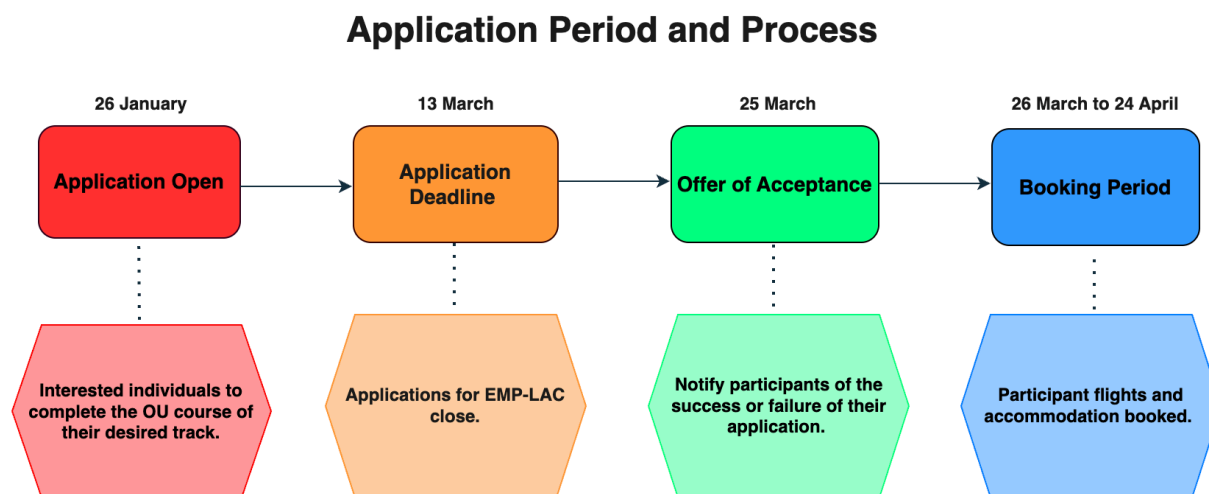 Application Period and Process
26 January
13 March
25 March
26 March to 24 April
Application Open
Application
Deadline
Offer of Acceptance
Booking Period
Interested individuals to
complete the OU course of
their desired track.
Applications for EMP-LAC
close.
Notify participants of the
success or failure of their
application.
Participant flights and
accommodation booked.